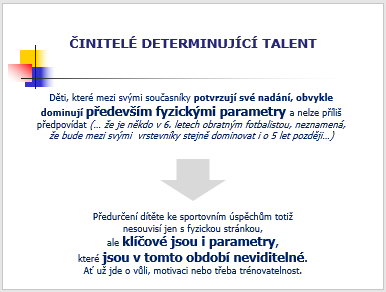 ČINITELÉ DETERMINUJÍCÍ TALENT
Děti, které mezi svými současníky potvrzují své nadání, obvykle
dominují především fyzickými parametry a nelze příliš
předpovídat (... že je někdo v 6. letech obratným fotbalistou, neznamená,
že bude mezi svými vrstevníky stejně dominovat i o 5 let později...)
Předurčení dítěte ke sportovním úspěchům totiž
nesouvisí jen s fyzickou stránkou,
ale klíčové jsou i parametry,
které jsou v tomto období neviditelné.
Ať už jde o vůli, motivaci nebo třeba trénovatelnost.